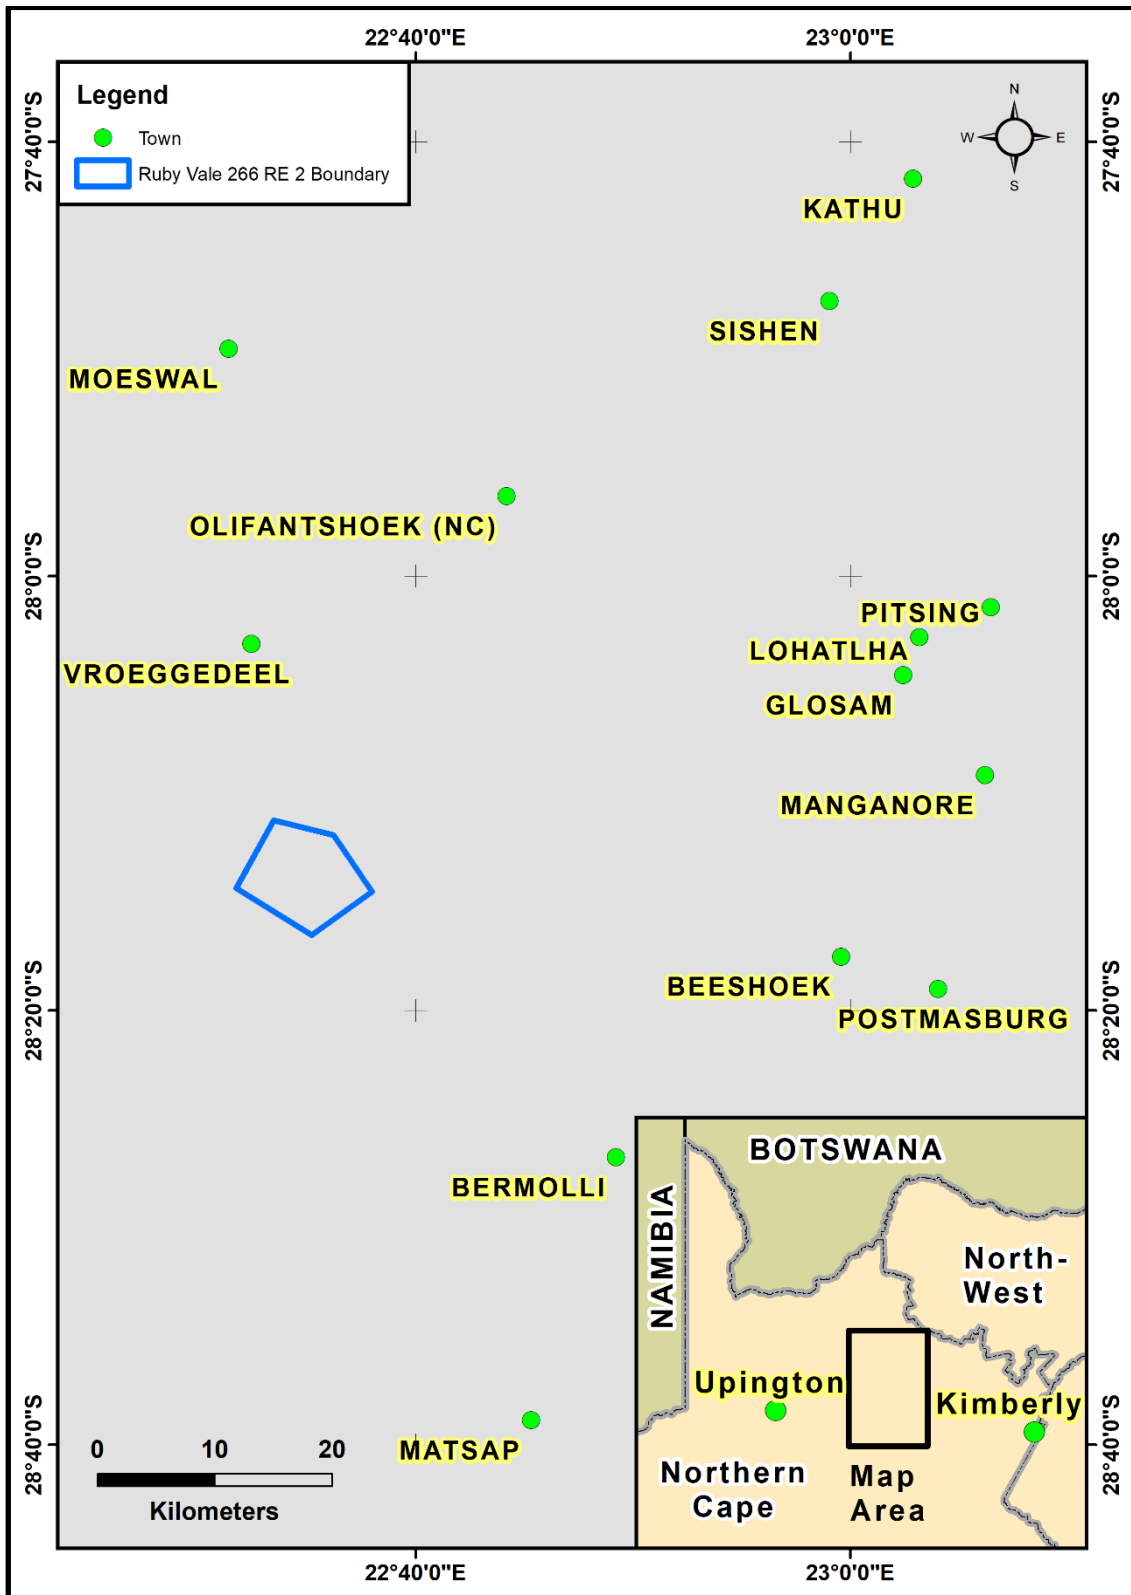 22°40'0"E
23°0'0"E
Legend
Town
Ruby Vale 266 RE 2 Boundary
N
W
E
S
27°40'0"S
27°40'0"S
KATHU
SISHEN
MOESWAL
OLIFANTSHOEK (NC)
28°0'0"S
28°0'0"S
PITSING
LOHATLHA
VROEGGEDEEL
GLOSAM
MANGANORE
BEESHOEK
28°20'0"S
28°20'0"S
POSTMASBURG
BERMOLLI
BOTSWANA
NAMIBIA
North-
West
Upington
Kimberly
MATSAP
28°40'0"S
28°40'0"S
0 10 20
Kilometers
Northern
Cape
Map
Area
22°40'0"E
23°0'0"E